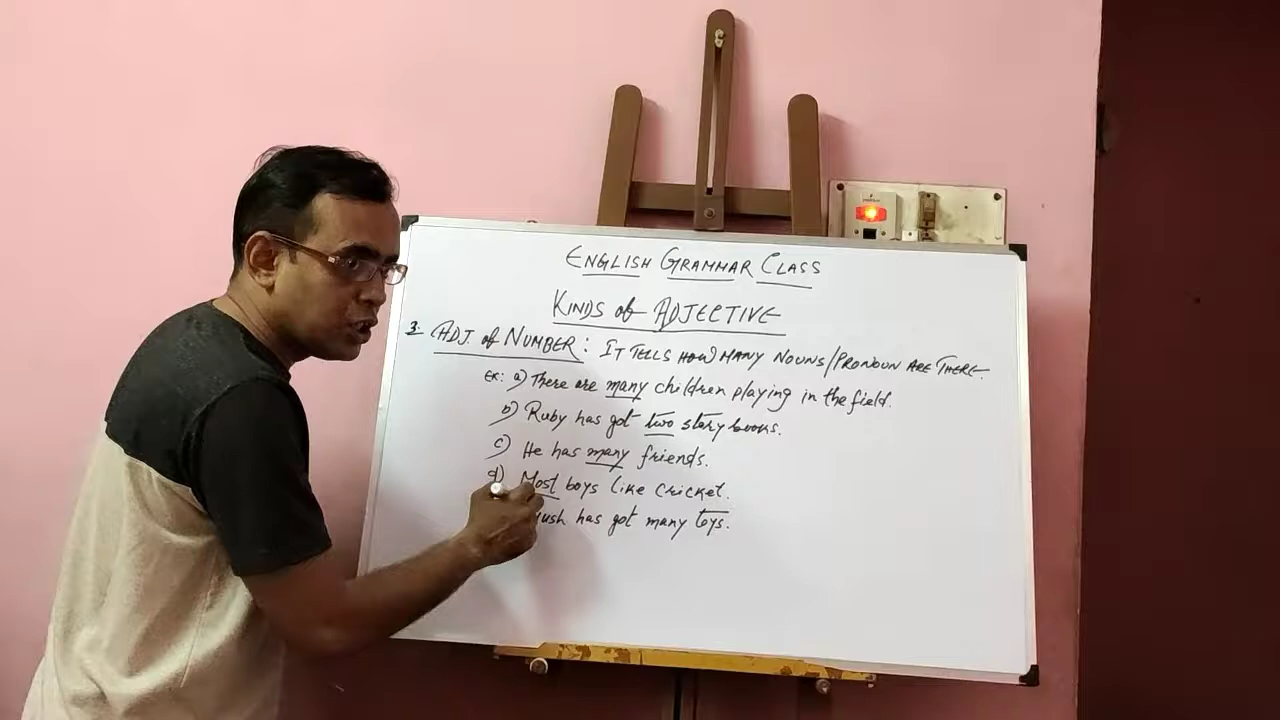 ENGLISH GRAMMAR CLASS
KINDS of ADJECTIVE
3. ADJ. of NUMBER: IT TELLS HOW MANY NOUNS/PRONOUN ARE THERE.
EX: a) There are many children playing in the field.
b) Ruby has got two story books.
c) He has many friends.
d) Most boys like cricket.
has got many toys.